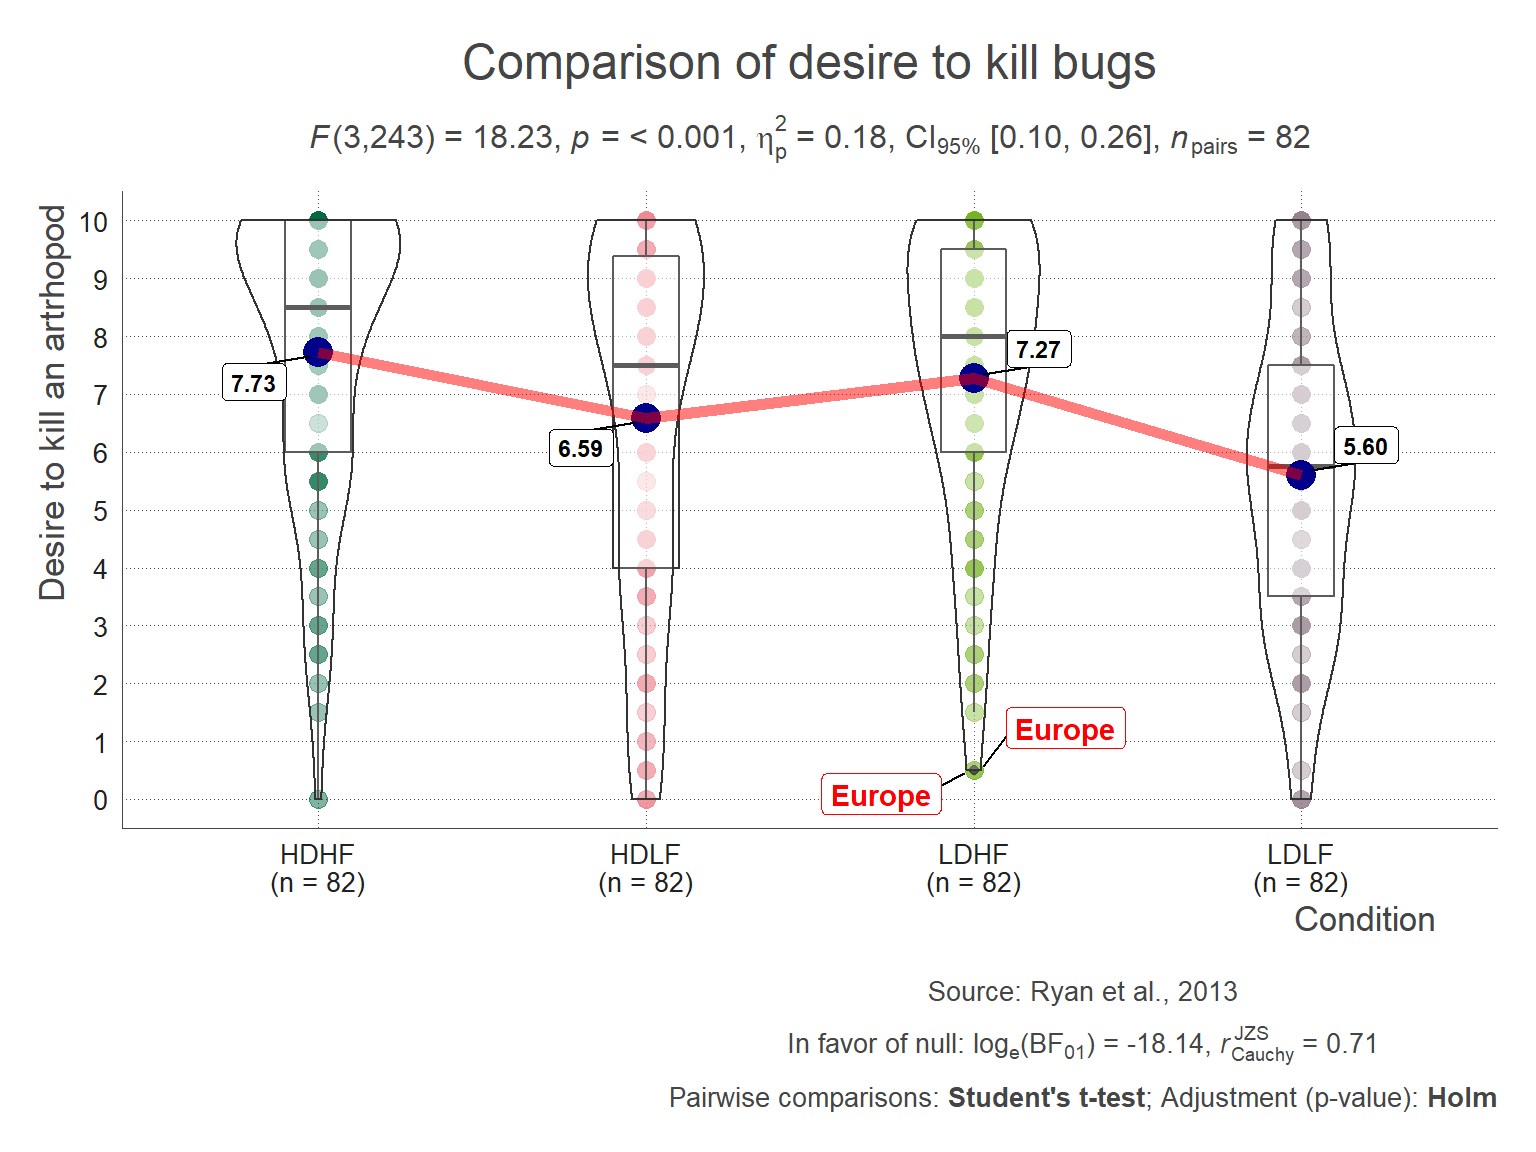 Comparison of desire to kill bugs
F(3,243) = 18.23, p = < 0.001, η²ₚ = 0.18, CI₉₅% [0.10, 0.26], n pairs = 82
Desire to kill an artrhopod
10
9
8
7
6
5
4
3
2
1
0
7.73
6.59
7.27
5.60
Europe
Europe
HDHF
(n = 82)
HDLF
(n = 82)
LDHF
(n = 82)
LDLF
(n = 82)
Condition
Source: Ryan et al., 2013
In favor of null: logₑ(BF₀₁) = -18.14, r JZS Cauchy = 0.71
Pairwise comparisons: Student's t-test; Adjustment (p-value): Holm